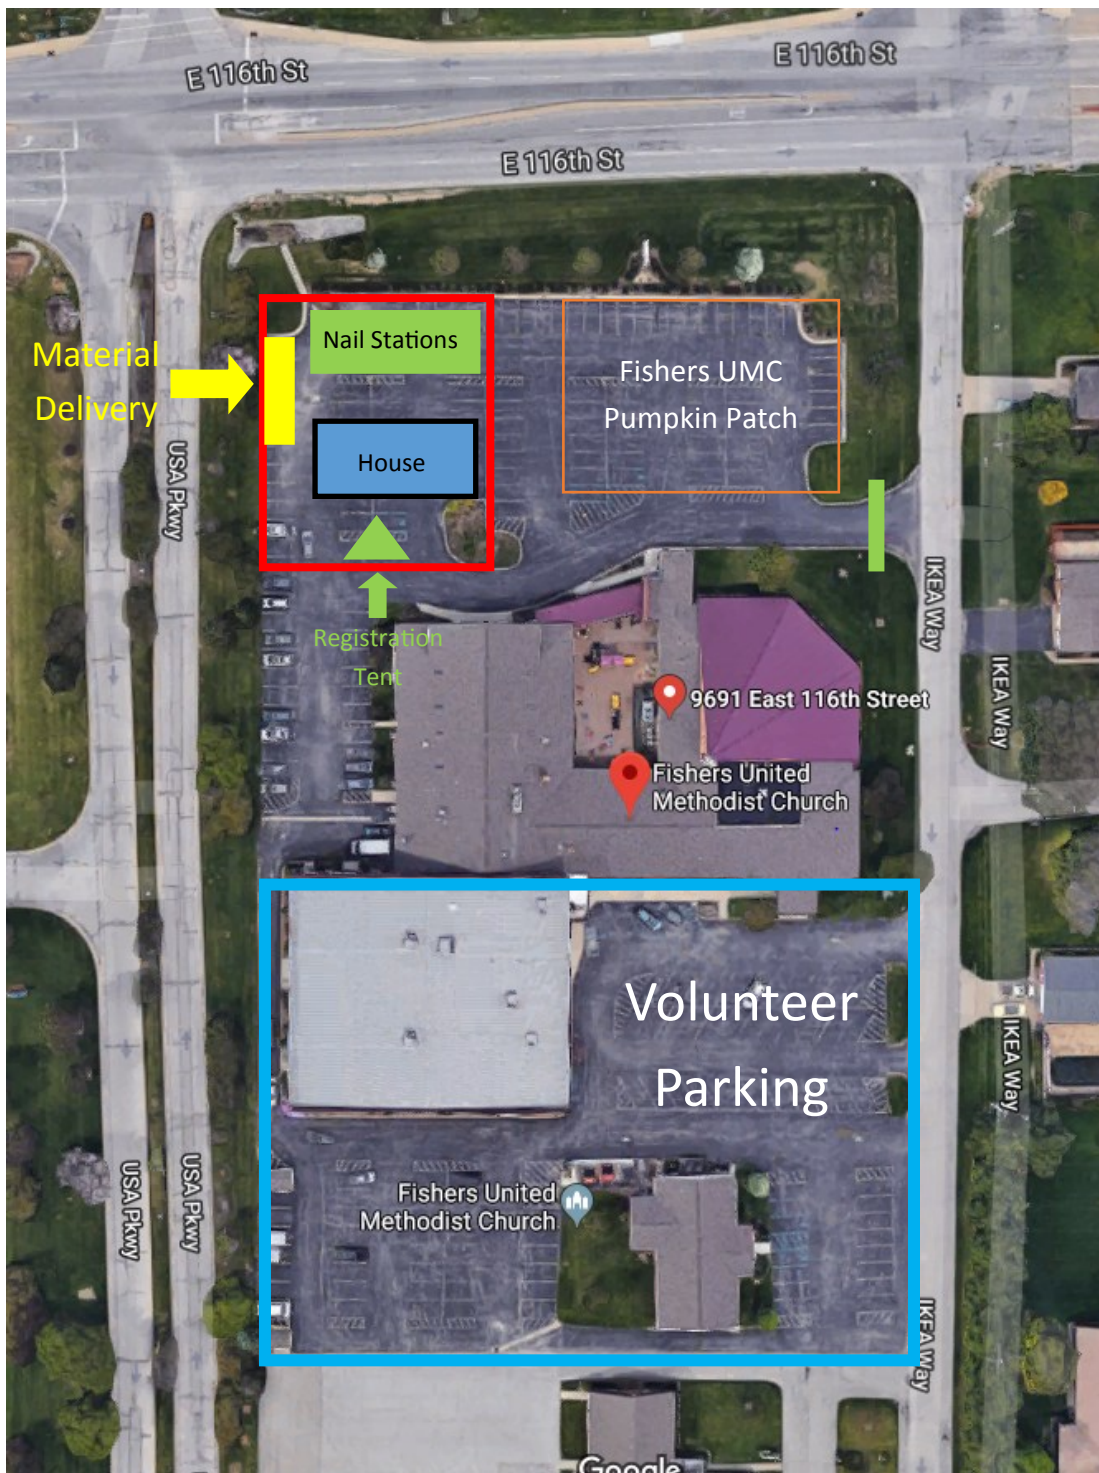 E 116th St
E 116th St
E 116th St
Nail Stations
Material
Delivery
Fishers UMC
Pumpkin Patch
House
USA Pkwy
IKEA Way
Registration
Tent
IKEA Way
9691 East 116th Street
Fishers United
Methodist Church
Volunteer
Parking
IKEA Way
Fishers United
Methodist Church
USA Pkwy
USA Pkwy
IKEA Way
Google